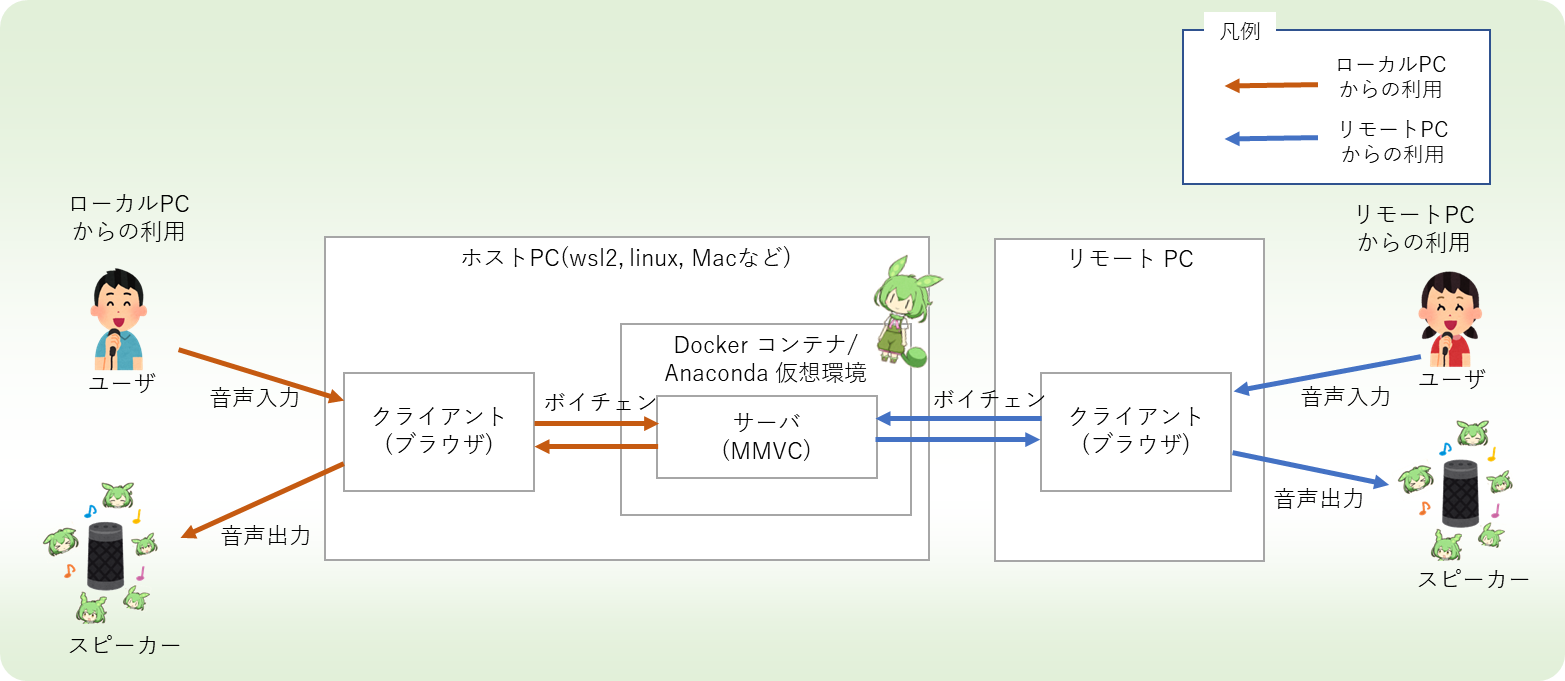 凡例
ローカルPC
からの利用
リモートPC
からの利用
ローカルPC
からの利用
ユーザ
音声入力
音声出力
スピーカー
ホストPC(wsl2, linux, Macなど)
Docker コンテナ/
Anaconda 仮想環境
クライアント
(ブラウザ)
ボイチェン
サーバ
(MMVC)
ボイチェン
リモート PC
クライアント
(ブラウザ)
リモートPC
からの利用
ユーザ
音声入力
音声出力
スピーカー